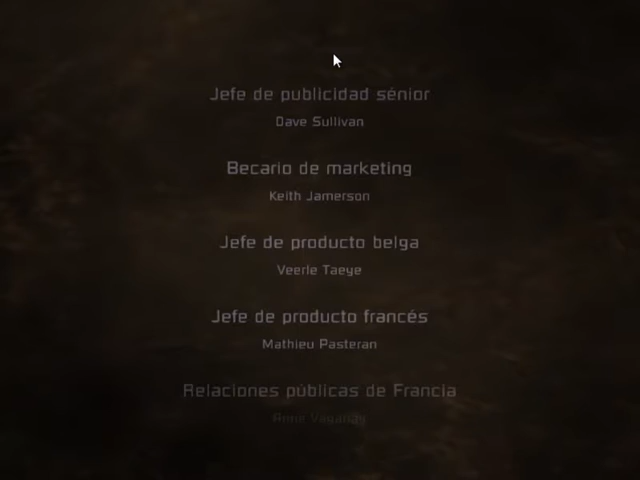 Jefe de publicidad sénior
Dave Sullivan
Becario de marketing
Keith Jamerson
Jefe de producto belga
Veerle Taeye
Jefe de producto francés
Mathieu Pasteran
Relaciones públicas de Francia